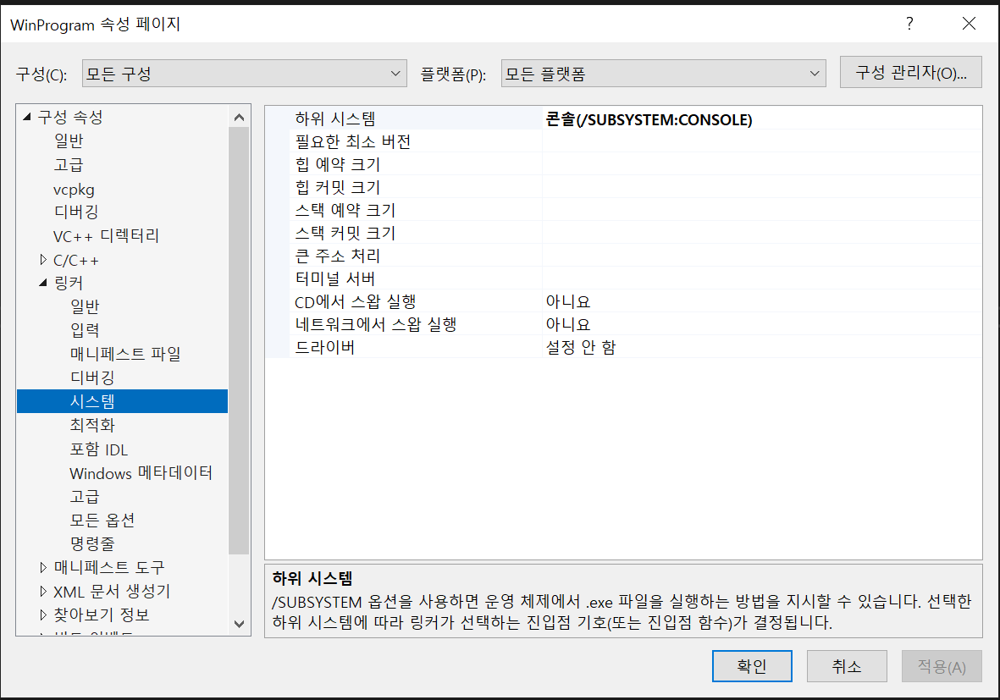 WinProgram 속성 페이지
?
구성(C): 모든 구성 플랫폼(P): 모든 플랫폼 구성 관리자(O)...
구성 속성
일반
고급
vcpkg
디버깅
VC++ 디렉터리
C/C++
링커
일반
입력
매니페스트 파일
디버깅
시스템
최적화
포함 IDL
Windows 메타데이터
고급
모든 옵션
명령줄
매니페스트 도구
XML 문서 생성기
찾아보기 정보
하위 시스템 콘솔(/SUBSYSTEM:CONSOLE)
필요한 최소 버전
힙 예약 크기
힙 커밋 크기
스택 예약 크기
스택 커밋 크기
큰 주소 처리
터미널 서버
CD에서 스왑 실행 아니요
네트워크에서 스왑 실행 아니요
드라이버 설정 안 함
하위 시스템
/SUBSYSTEM 옵션을 사용하면 운영 체제에서 .exe 파일을 실행하는 방법을 지시할 수 있습니다. 선택한
하위 시스템에 따라 링커가 선택하는 진입점 기호(또는 진입점 함수)가 결정됩니다.
확인 취소 적용(A)